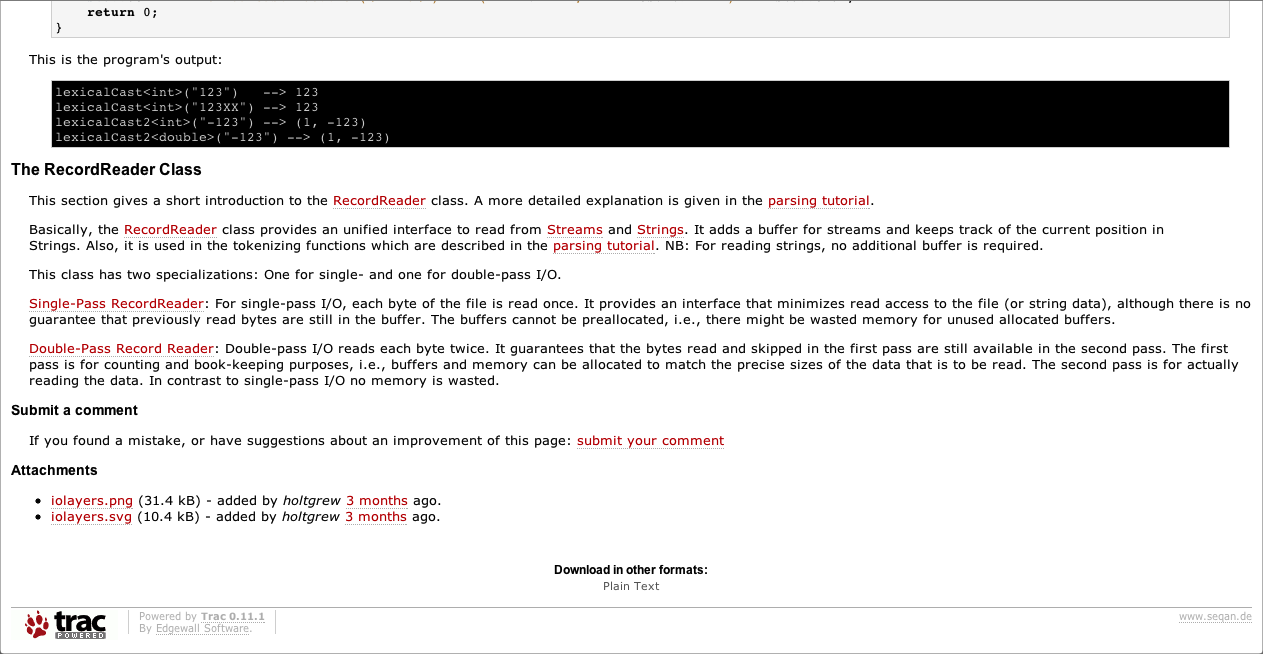 return 0;
}
This is the program's output:
lexicalCast<int>("123")   --> 123
lexicalCast<int>("123XX") --> 123
lexicalCast2<int>("-123") --> (1, -123)
lexicalCast2<double>("-123") --> (1, -123)
The RecordReader Class
This section gives a short introduction to the RecordReader class. A more detailed explanation is given in the parsing tutorial.
Basically, the RecordReader class provides an unified interface to read from Streams and Strings. It adds a buffer for streams and keeps track of the current position in
Strings. Also, it is used in the tokenizing functions which are described in the parsing tutorial. NB: For reading strings, no additional buffer is required.
This class has two specializations: One for single- and one for double-pass I/O.
Single-Pass RecordReader: For single-pass I/O, each byte of the file is read once. It provides an interface that minimizes read access to the file (or string data), although there is no
guarantee that previously read bytes are still in the buffer. The buffers cannot be preallocated, i.e., there might be wasted memory for unused allocated buffers.
Double-Pass Record Reader: Double-pass I/O reads each byte twice. It guarantees that the bytes read and skipped in the first pass are still available in the second pass. The first
pass is for counting and book-keeping purposes, i.e., buffers and memory can be allocated to match the precise sizes of the data that is to be read. The second pass is for actually
reading the data. In contrast to single-pass I/O no memory is wasted.
Submit a comment
If you found a mistake, or have suggestions about an improvement of this page: submit your comment
Attachments
• iolayers.png (31.4 kB) - added by holtgrew 3 months ago.
• iolayers.svg (10.4 kB) - added by holtgrew 3 months ago.
Download in other formats:
Plain Text
trac
POWERED
Powered by Trac 0.11.1
By Edgewall Software.
www.seqan.de